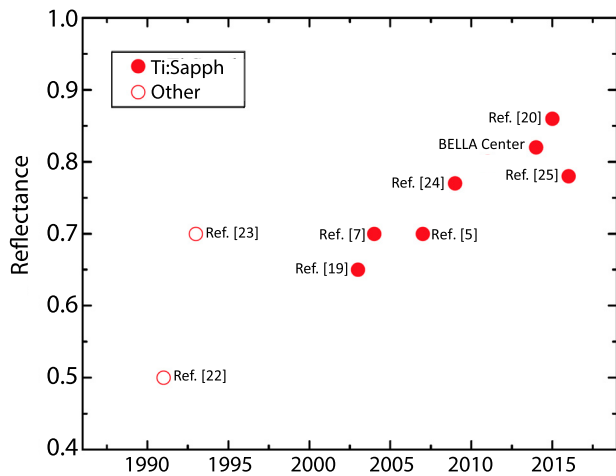 1.0
Ti:Sapph
Other
0.9
Ref. [20]
BELLA Center
0.8
Ref. [24]
Ref. [25]
Reflectance
0.7
Ref. [23]
Ref. [7]
Ref. [5]
Ref. [19]
0.6
0.5
Ref. [22]
0.4
1990 1995 2000 2005 2010 2015